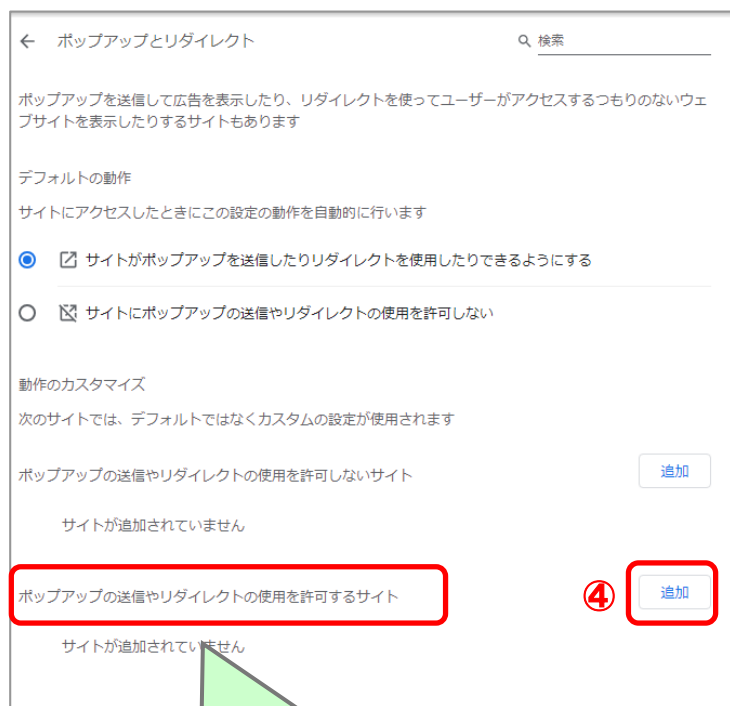 ポップアップとリダイレクト
検索
ポップアップを送信して広告を表示したり、リダイレクトを使ってユーザーがアクセスするつもりのないウェ
ブサイトを表示したりするサイトもあります
デフォルトの動作
サイトにアクセスしたときにこの設定の動作を自動的に行います
サイトがポップアップを送信したりリダイレクトを使用したりできるようにする
サイトにポップアップの送信やリダイレクトの使用を許可しない
動作のカスタマイズ
次のサイトでは、デフォルトではなくカスタムの設定が使用されます
ポップアップの送信やリダイレクトの使用を許可しないサイト
追加
サイトが追加されていません
ポップアップの送信やリダイレクトの使用を許可するサイト
④
追加
サイトが追加されていません